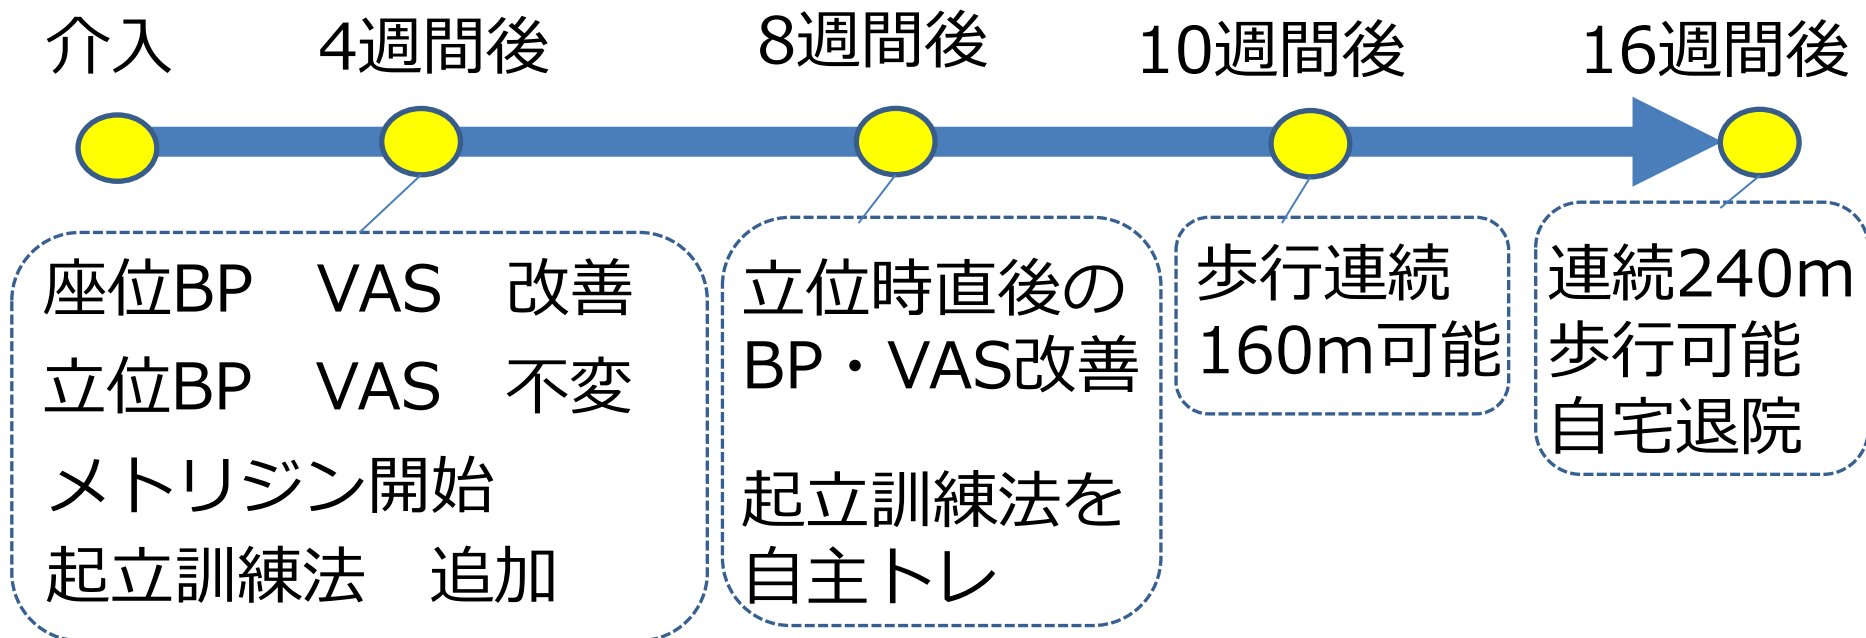 介入
4週間後
8週間後
10週間後
16週間後
座位BP　VAS　改善
立位BP　VAS　不変
メトリジン開始
起立訓練法　追加
立位時直後の
BP・VAS改善
起立訓練法を
自主トレ
歩行連続
160m可能
連続240m
歩行可能
自宅退院